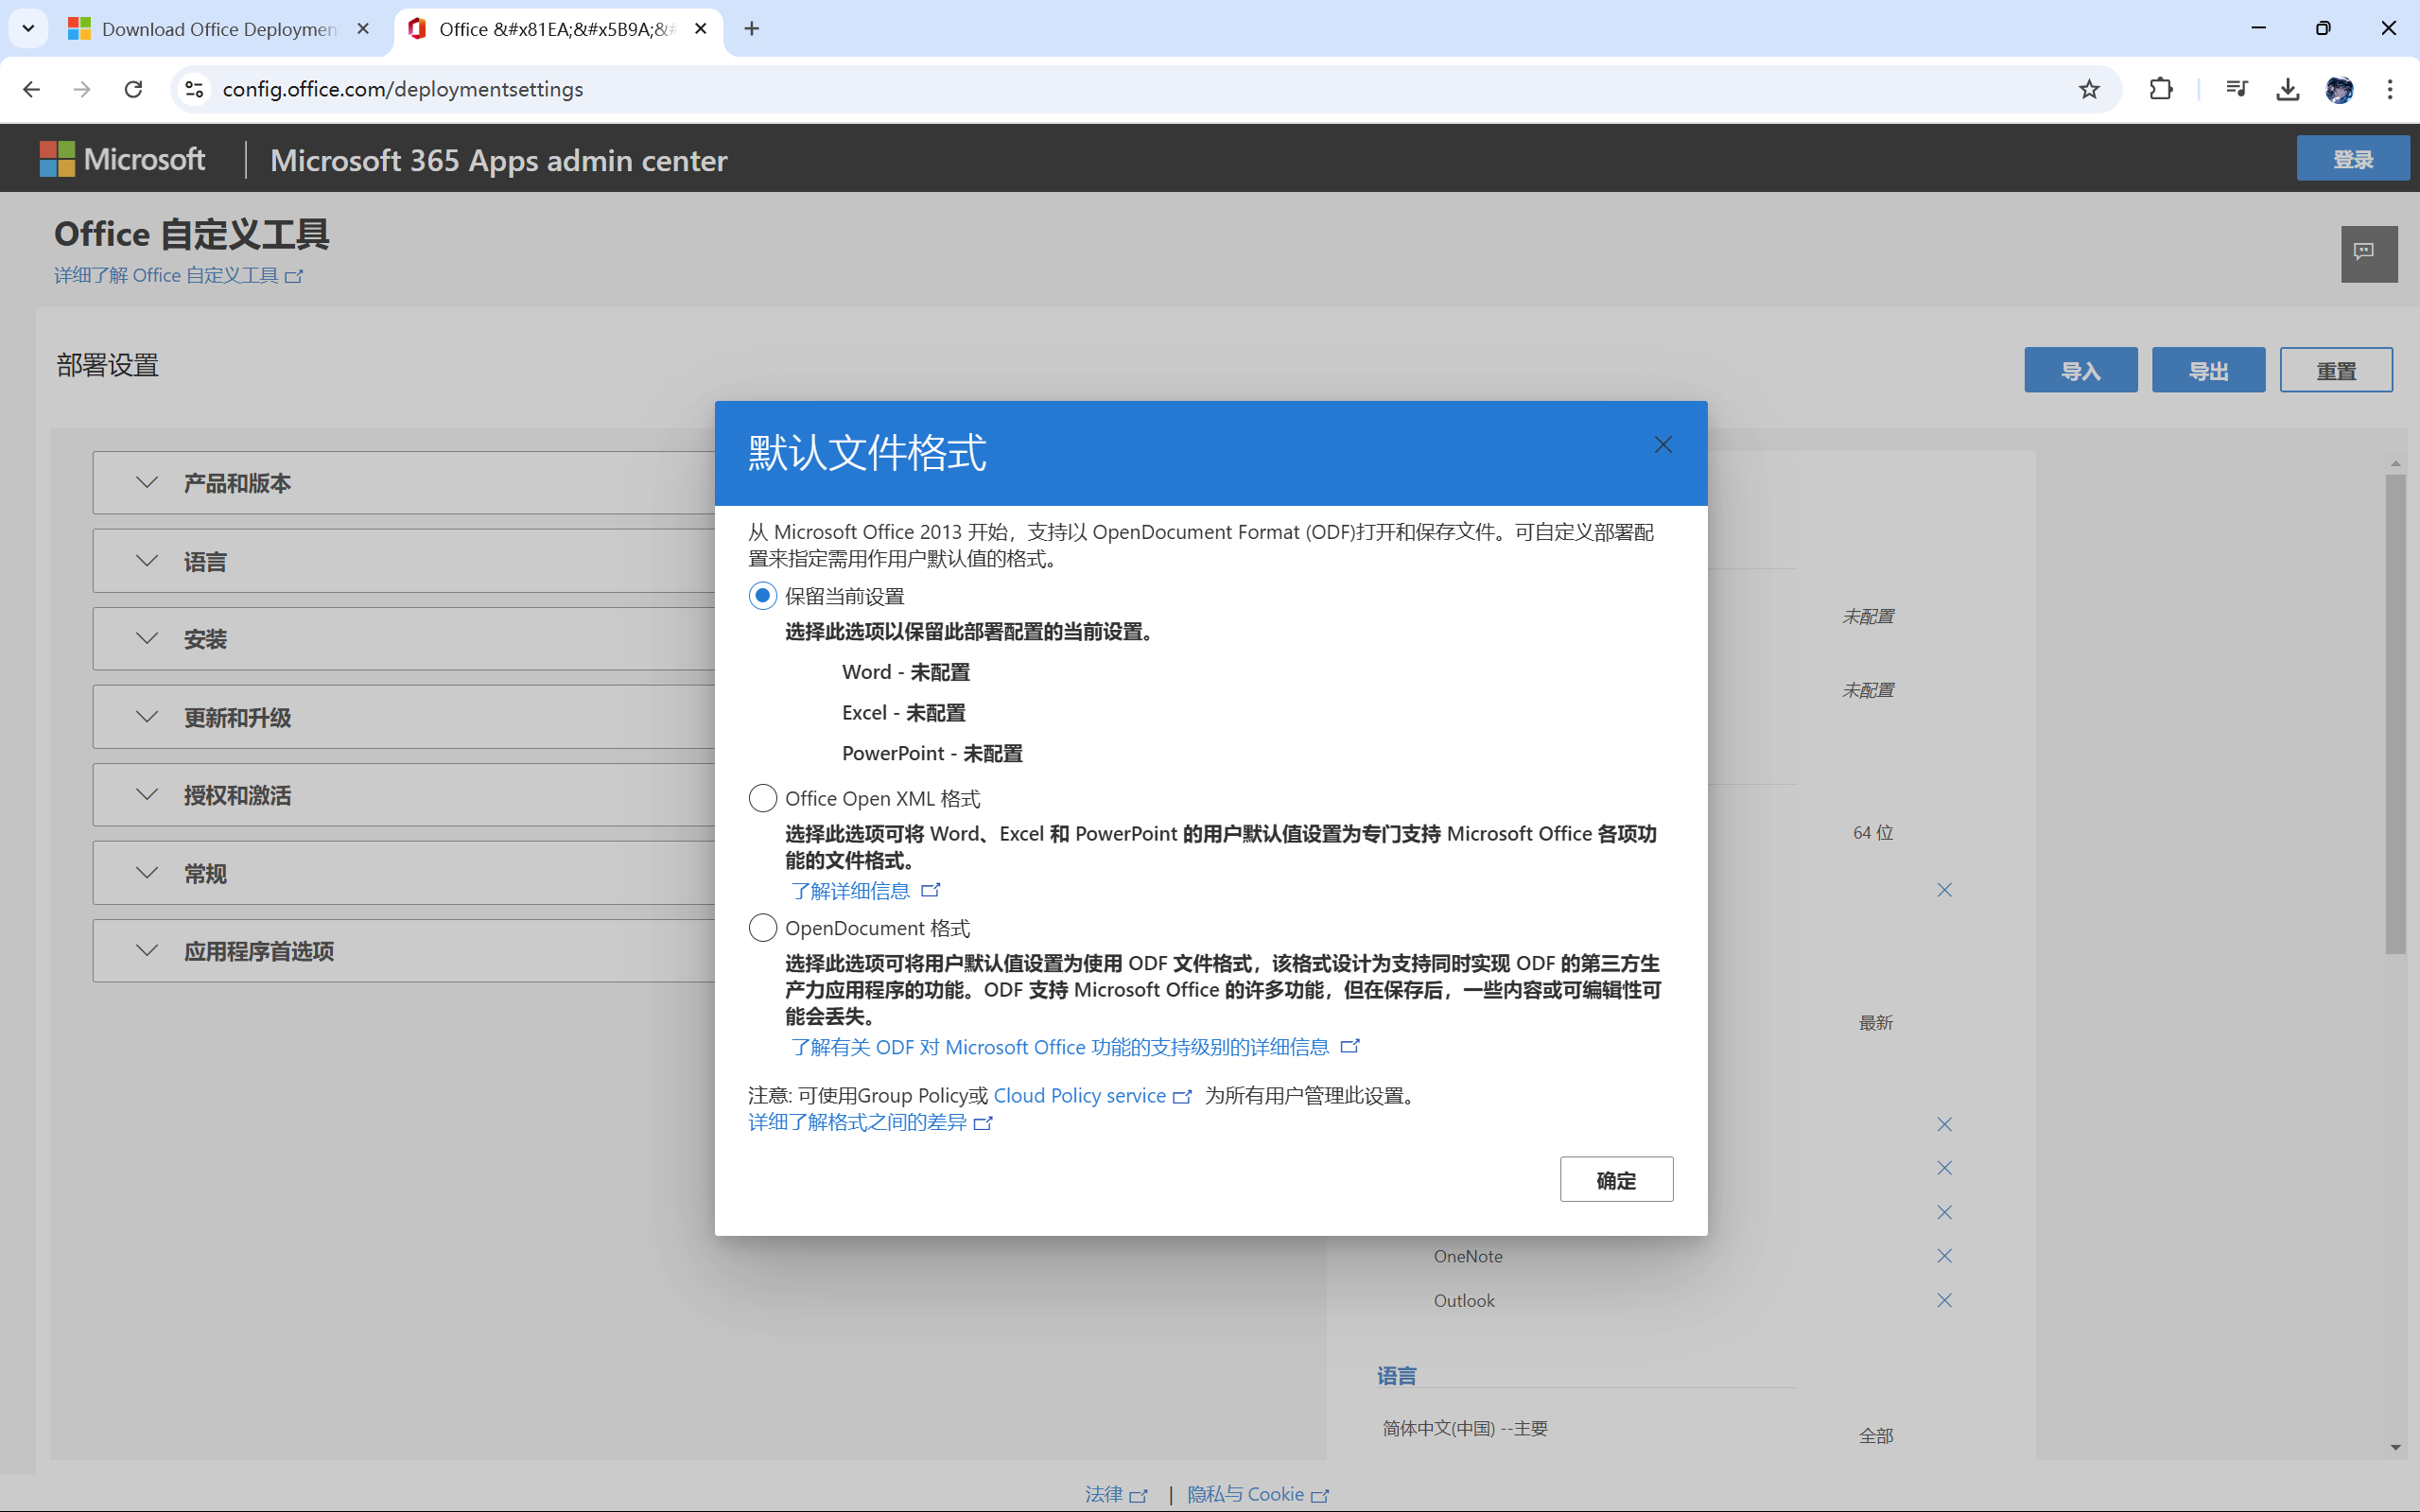 Download Office Deploymen
Office &#x81EA;&#x5B9A;&#
config.office.com/deploymentsettings
Microsoft
Microsoft 365 Apps admin center
登录
Office 自定义工具
详细了解 Office 自定义工具
部署设置
导入
导出
重置
产品和版本
语言
安装
更新和升级
授权和激活
常规
应用程序首选项
默认文件格式
从 Microsoft Office 2013 开始，支持以 OpenDocument Format (ODF)打开和保存文件。可自定义部署配
置来指定需用作用户默认值的格式。
保留当前设置
选择此选项以保留此部署配置的当前设置。
Word - 未配置
Excel - 未配置
PowerPoint - 未配置
Office Open XML 格式
选择此选项可将 Word、Excel 和 PowerPoint 的用户默认值设置为专门支持 Microsoft Office 各项功
能的文件格式。
了解详细信息
OpenDocument 格式
选择此选项可将用户默认值设置为使用 ODF 文件格式，该格式设计为支持同时实现 ODF 的第三方生
产力应用程序的功能。ODF 支持 Microsoft Office 的许多功能，但在保存后，一些内容或可编辑性可
能会丢失。
了解有关 ODF 对 Microsoft Office 功能的支持级别的详细信息
注意: 可使用Group Policy或 Cloud Policy service 为所有用户管理此设置。
详细了解格式之间的差异
确定
未配置
未配置
64 位
最新
OneNote
Outlook
语言
简体中文(中国) --主要
全部
法律 | 隐私与 Cookie